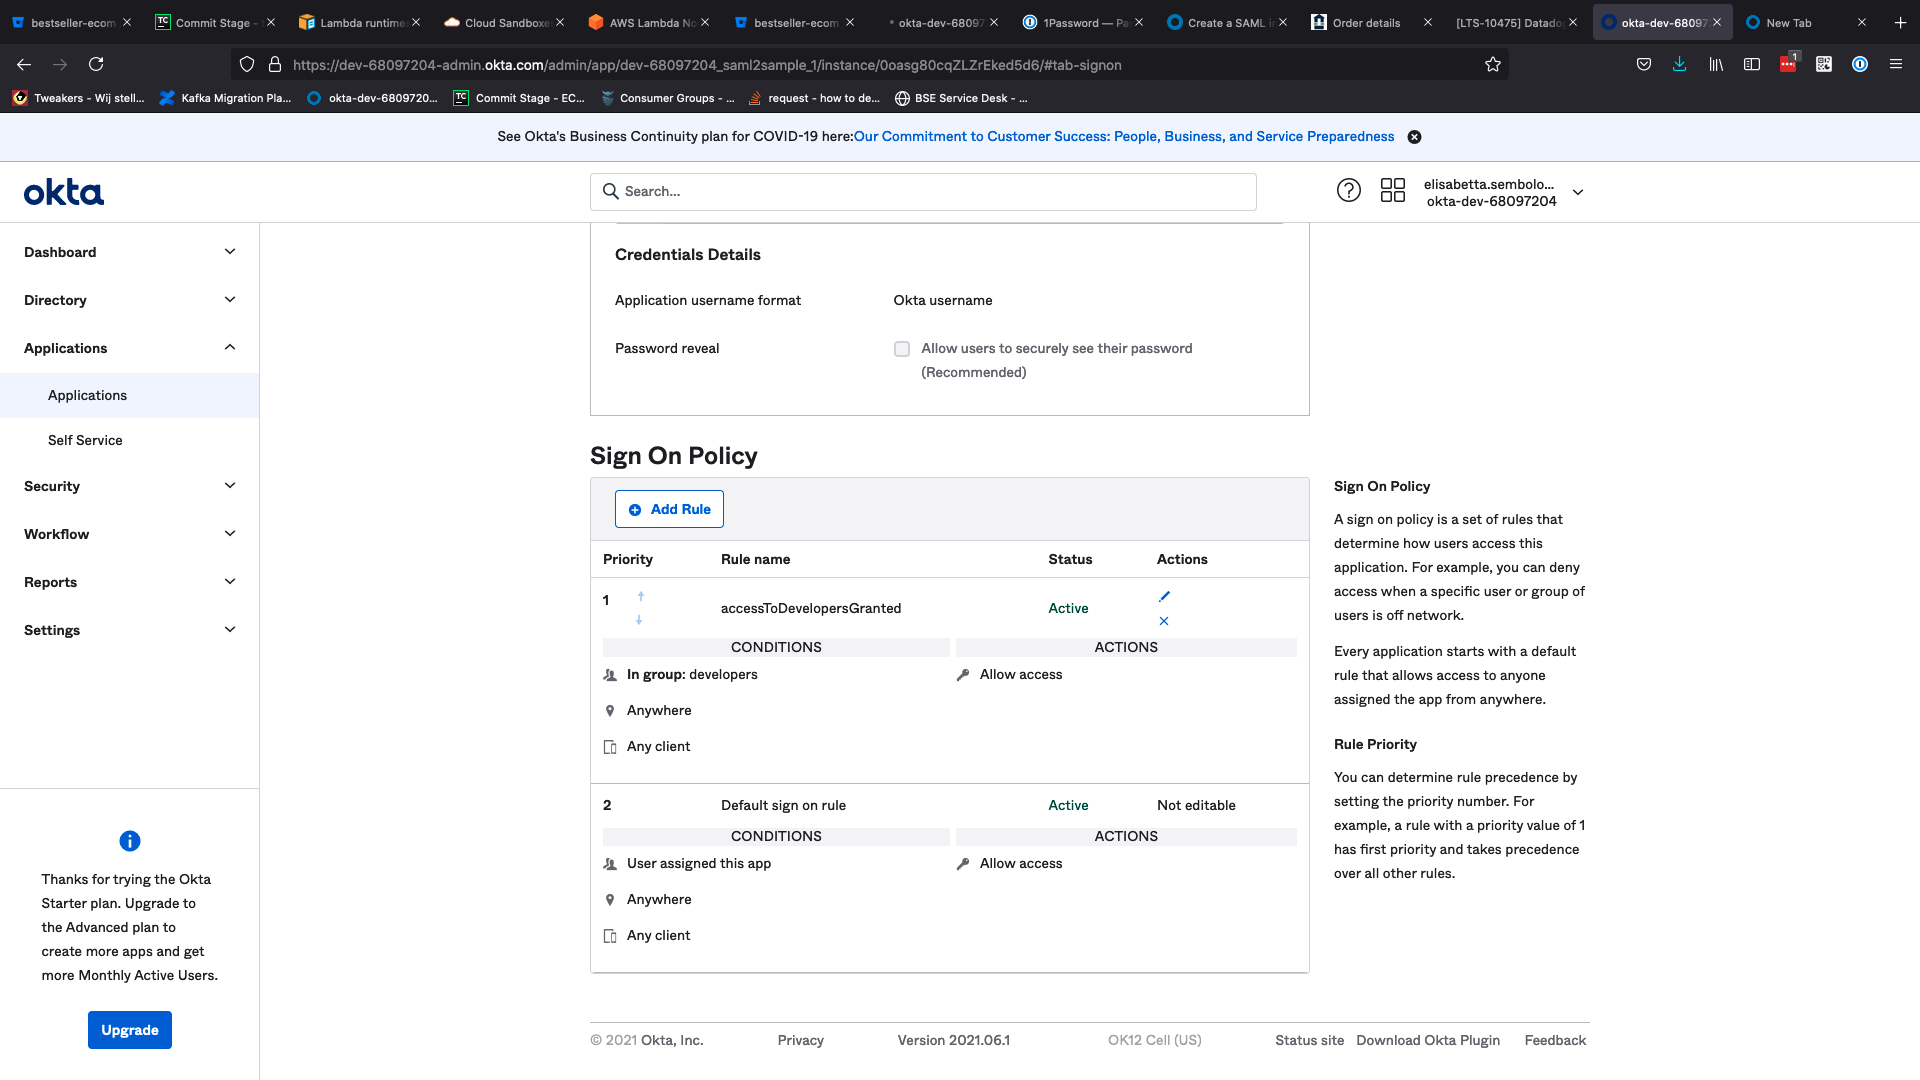 bestseller-ecom
Commit Stage -
Lambda runtime
Cloud Sandboxe
AWS Lambda No
bestseller-ecom
okta-dev-68097
1Password — Pa
Create a SAML i
Order details
[LTS-10475] Datado
okta-dev-68097
New Tab
https://dev-68097204-admin.okta.com/admin/app/dev-68097204_saml2sample_1/instance/0oasg80cqZLZrEked5d6/#tab-signon
1
Tweakers - Wij stell...
Kafka Migration Pla...
okta-dev-6809720...
Commit Stage - EC...
Consumer Groups - ...
request - how to de...
BSE Service Desk - ...
See Okta's Business Continuity plan for COVID-19 here:Our Commitment to Customer Success: People, Business, and Service Preparedness
okta
Search...
elisabetta.sembolo...
okta-dev-68097204
Dashboard
Directory
Applications
Applications
Self Service
Security
Workflow
Reports
Settings
Thanks for trying the Okta
Starter plan. Upgrade to
the Advanced plan to
create more apps and get
more Monthly Active Users.
Upgrade
Credentials Details
Application username format
Okta username
Password reveal
Allow users to securely see their password
(Recommended)
Sign On Policy
Add Rule
Priority
Rule name
Status
Actions
1
accessToDevelopersGranted
Active
CONDITIONS
ACTIONS
In group: developers
Allow access
Anywhere
Any client
2
Default sign on rule
Active
Not editable
CONDITIONS
ACTIONS
User assigned this app
Allow access
Anywhere
Any client
Sign On Policy
A sign on policy is a set of rules that
determine how users access this
application. For example, you can deny
access when a specific user or group of
users is off network.
Every application starts with a default
rule that allows access to anyone
assigned the app from anywhere.
Rule Priority
You can determine rule precedence by
setting the priority number. For
example, a rule with a priority value of 1
has first priority and takes precedence
over all other rules.
© 2021 Okta, Inc.
Privacy
Version 2021.06.1
OK12 Cell (US)
Status site
Download Okta Plugin
Feedback